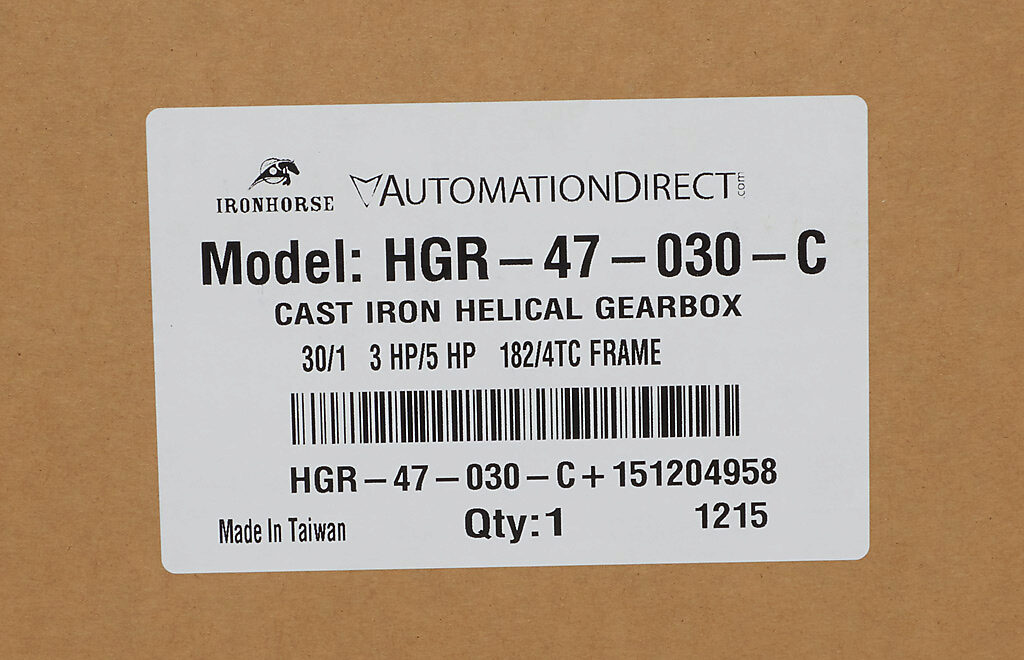 IRONHORSE AUTOMATIONDIRECT.com
Model: HGR-47-030-C
CAST IRON HELICAL GEARBOX
30/1 3 HP/5 HP 182/4TC FRAME
HGR-47-030-C+151204958
Made In Taiwan Qty:1 1215